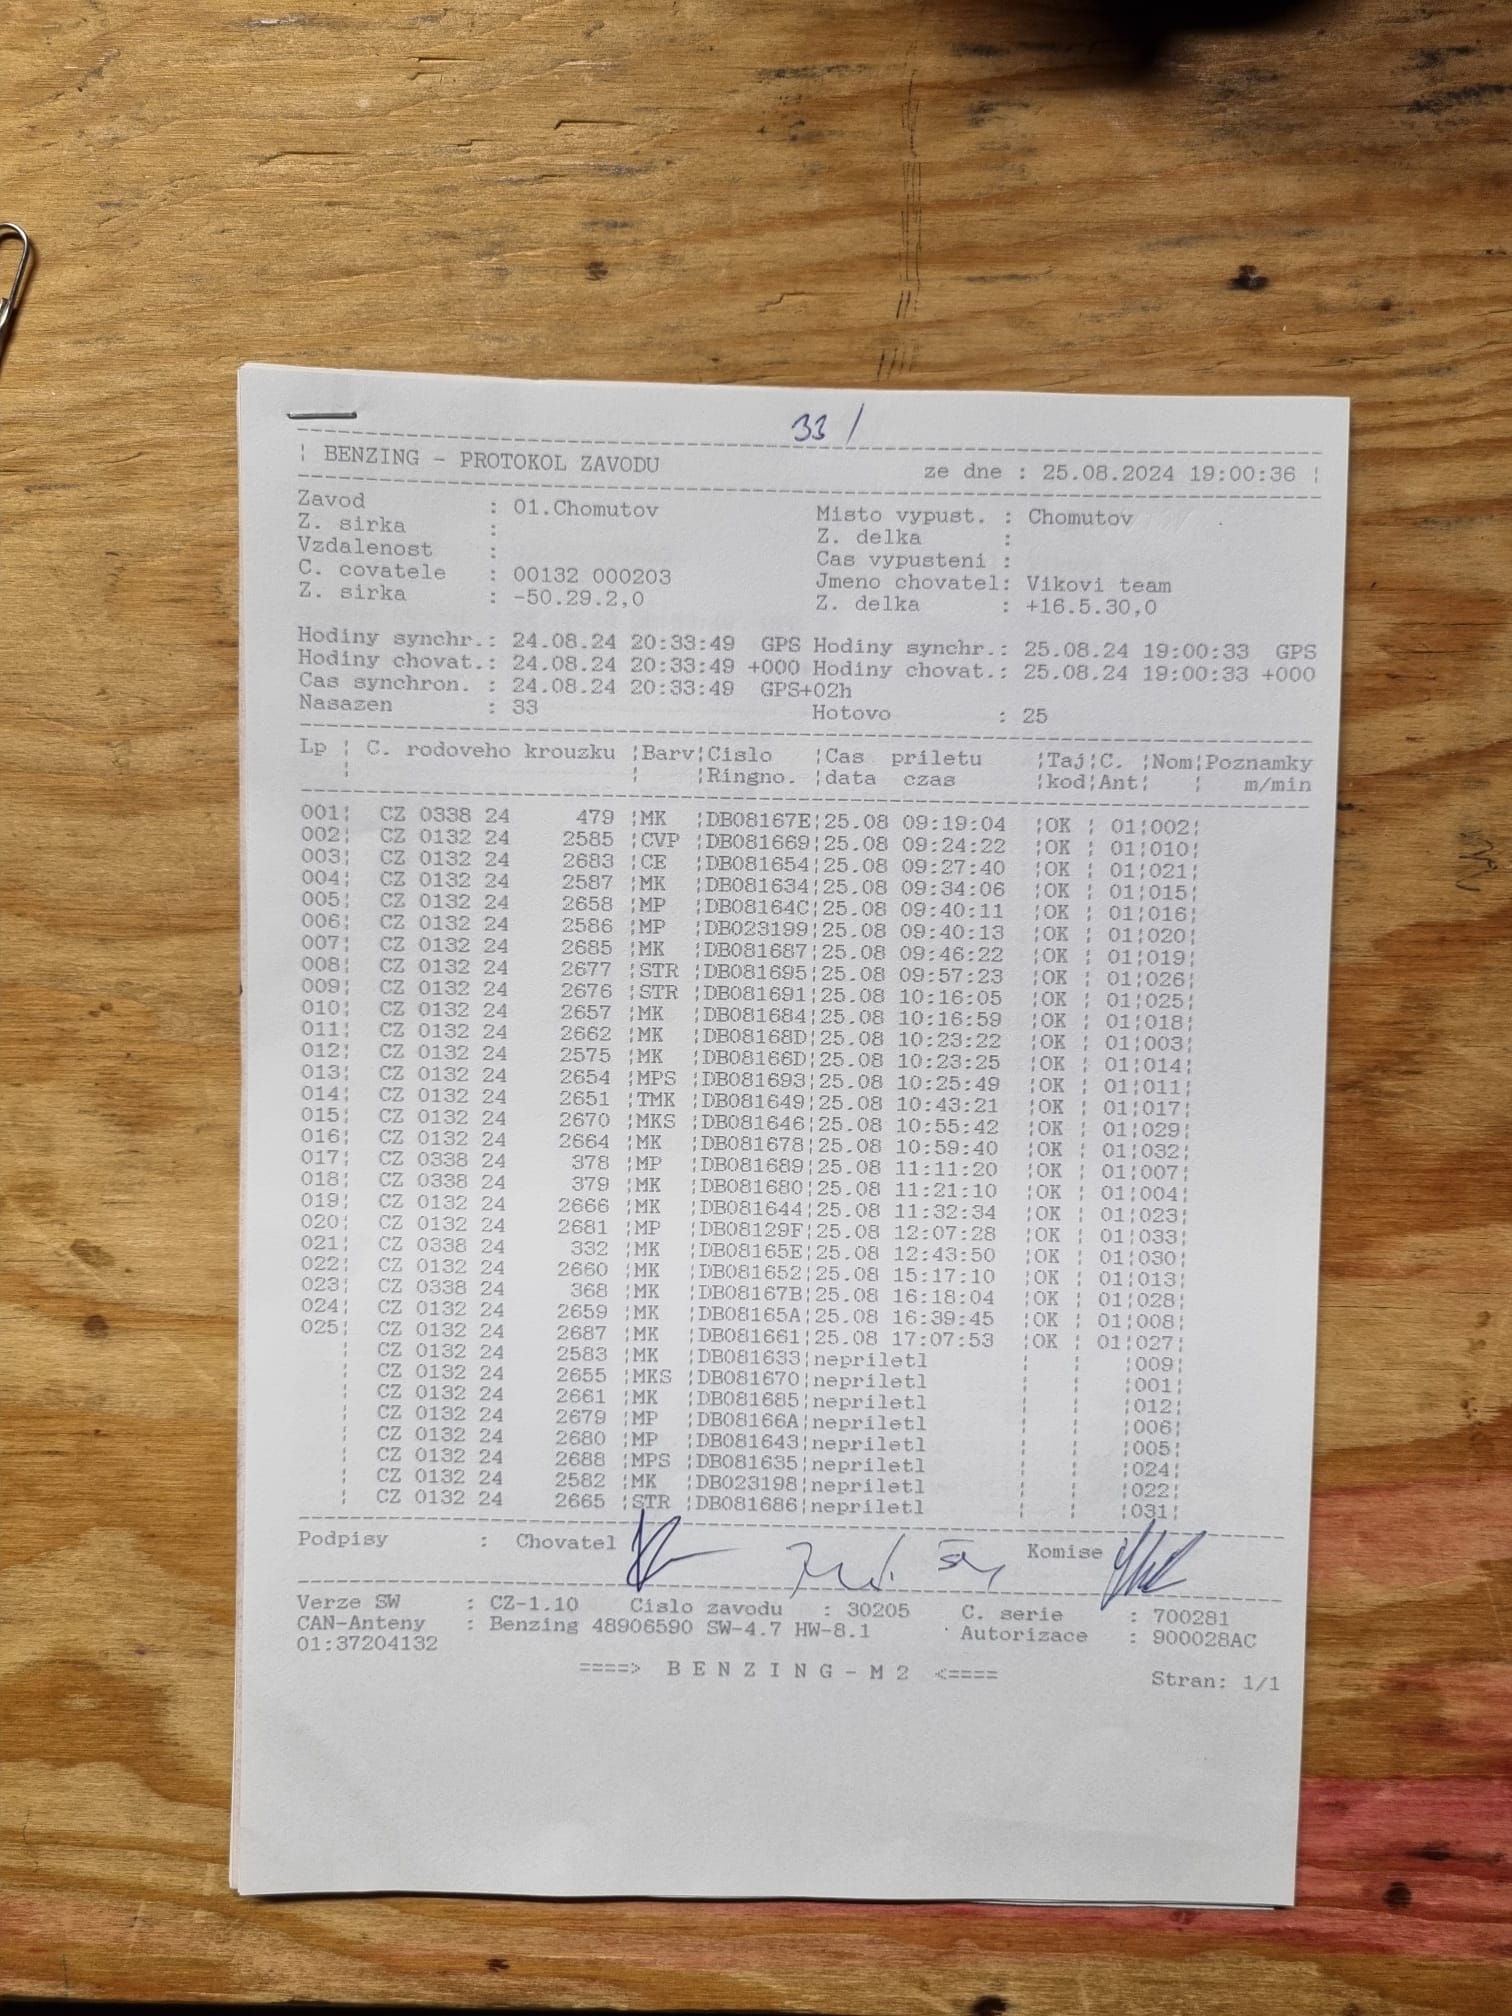 33 /
¦ BENZING - PROTOKOL ZAVODU ze dne : 25.08.2024 19:00:36 ¦
Zavod : 01.Chomutov Misto vypust. : Chomutov
Z. sirka : Z. delka :
Vzdalenost : Cas vypusteni :
C. covatele : 00132 000203 Jmeno chovatel: Vikovi team
Z. sirka : -50.29.2,0 Z. delka : +16.5.30,0
Hodiny synchr.: 24.08.24 20:33:49 GPS Hodiny synchr.: 25.08.24 19:00:33 GPS
Hodiny chovat.: 24.08.24 20:33:49 +000 Hodiny chovat.: 25.08.24 19:00:33 +000
Cas synchron. : 24.08.24 20:33:49 GPS+02h
Nasazen : 33 Hotovo : 25
Lp ¦ C. rodoveho krouzku ¦Barv¦Cislo ¦Cas priletu ¦Taj¦C. ¦Nom¦Poznamky
¦ ¦ ¦Ringno. ¦data czas ¦kod¦Ant¦ ¦ m/min
001¦ CZ 0338 24 479 ¦MK ¦DB08167E¦25.08 09:19:04 ¦OK ¦ 01¦002¦
002¦ CZ 0132 24 2585 ¦CVP ¦DB081669¦25.08 09:24:22 ¦OK ¦ 01¦010¦
003¦ CZ 0132 24 2683 ¦CE ¦DB081654¦25.08 09:27:40 ¦OK ¦ 01¦021¦
004¦ CZ 0132 24 2587 ¦MK ¦DB081634¦25.08 09:34:06 ¦OK ¦ 01¦015¦
005¦ CZ 0132 24 2658 ¦MP ¦DB08164C¦25.08 09:40:11 ¦OK ¦ 01¦016¦
006¦ CZ 0132 24 2586 ¦MP ¦DB023199¦25.08 09:40:13 ¦OK ¦ 01¦020¦
007¦ CZ 0132 24 2685 ¦MK ¦DB081687¦25.08 09:46:22 ¦OK ¦ 01¦019¦
008¦ CZ 0132 24 2677 ¦STR ¦DB081695¦25.08 09:57:23 ¦OK ¦ 01¦026¦
009¦ CZ 0132 24 2676 ¦STR ¦DB081691¦25.08 10:16:05 ¦OK ¦ 01¦025¦
010¦ CZ 0132 24 2657 ¦MK ¦DB081684¦25.08 10:16:59 ¦OK ¦ 01¦018¦
011¦ CZ 0132 24 2662 ¦MK ¦DB08168D¦25.08 10:23:22 ¦OK ¦ 01¦003¦
012¦ CZ 0132 24 2575 ¦MK ¦DB08166D¦25.08 10:23:25 ¦OK ¦ 01¦014¦
013¦ CZ 0132 24 2654 ¦MPS ¦DB081693¦25.08 10:25:49 ¦OK ¦ 01¦011¦
014¦ CZ 0132 24 2651 ¦TMK ¦DB081649¦25.08 10:43:21 ¦OK ¦ 01¦017¦
015¦ CZ 0132 24 2670 ¦MKS ¦DB081646¦25.08 10:55:42 ¦OK ¦ 01¦029¦
016¦ CZ 0132 24 2664 ¦MK ¦DB081678¦25.08 10:59:40 ¦OK ¦ 01¦032¦
017¦ CZ 0338 24 378 ¦MP ¦DB081689¦25.08 11:11:20 ¦OK ¦ 01¦007¦
018¦ CZ 0338 24 379 ¦MK ¦DB081680¦25.08 11:21:10 ¦OK ¦ 01¦004¦
019¦ CZ 0132 24 2666 ¦MK ¦DB081644¦25.08 11:32:34 ¦OK ¦ 01¦023¦
020¦ CZ 0132 24 2681 ¦MP ¦DB08129F¦25.08 12:07:28 ¦OK ¦ 01¦033¦
021¦ CZ 0338 24 332 ¦MK ¦DB08165E¦25.08 12:43:50 ¦OK ¦ 01¦030¦
022¦ CZ 0132 24 2660 ¦MK ¦DB081652¦25.08 15:17:10 ¦OK ¦ 01¦013¦
023¦ CZ 0338 24 368 ¦MK ¦DB08167B¦25.08 16:18:04 ¦OK ¦ 01¦028¦
024¦ CZ 0132 24 2659 ¦MK ¦DB08165A¦25.08 16:39:45 ¦OK ¦ 01¦008¦
025¦ CZ 0132 24 2687 ¦MK ¦DB081661¦25.08 17:07:53 ¦OK ¦ 01¦027¦
¦ CZ 0132 24 2583 ¦MK ¦DB081633¦nepriletl ¦ ¦ ¦009¦
¦ CZ 0132 24 2655 ¦MKS ¦DB081670¦nepriletl ¦ ¦ ¦001¦
¦ CZ 0132 24 2661 ¦MK ¦DB081685¦nepriletl ¦ ¦ ¦012¦
¦ CZ 0132 24 2679 ¦MP ¦DB08166A¦nepriletl ¦ ¦ ¦006¦
¦ CZ 0132 24 2680 ¦MP ¦DB081643¦nepriletl ¦ ¦ ¦005¦
¦ CZ 0132 24 2688 ¦MPS ¦DB081635¦nepriletl ¦ ¦ ¦024¦
¦ CZ 0132 24 2582 ¦MK ¦DB023198¦nepriletl ¦ ¦ ¦022¦
¦ CZ 0132 24 2665 ¦STR ¦DB081686¦nepriletl ¦ ¦ ¦031¦
Podpisy : Chovatel Komise
Verze SW : CZ-1.10 Cislo zavodu : 30205 C. serie : 700281
CAN-Anteny : Benzing 48906590 SW-4.7 HW-8.1 Autorizace : 900028AC
01:37204132
====> B E N Z I N G - M 2 <====
Stran: 1/1